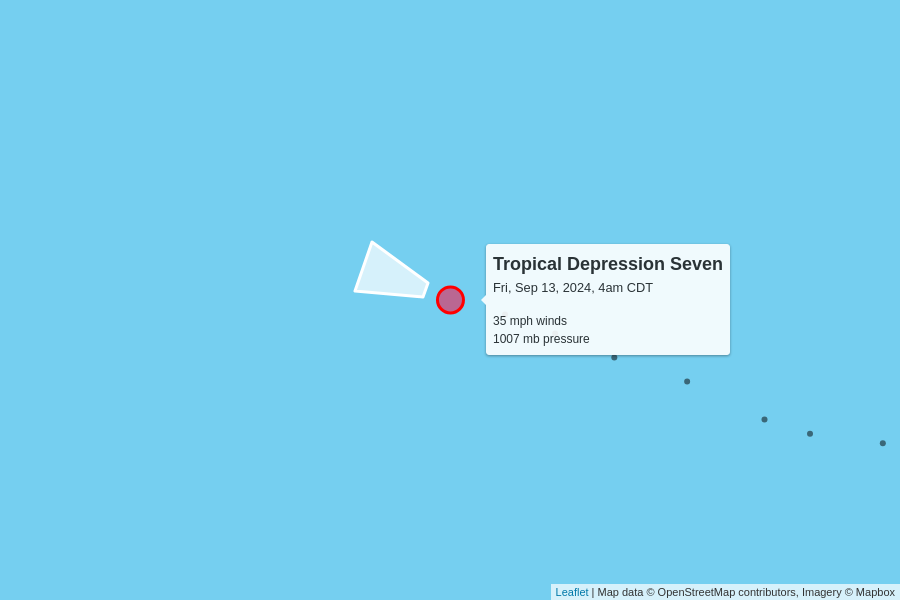 Tropical Depression Seven
Fri, Sep 13, 2024, 4am CDT
35 mph winds
1007 mb pressure
Leaflet | Map data © OpenStreetMap contributors, Imagery © Mapbox